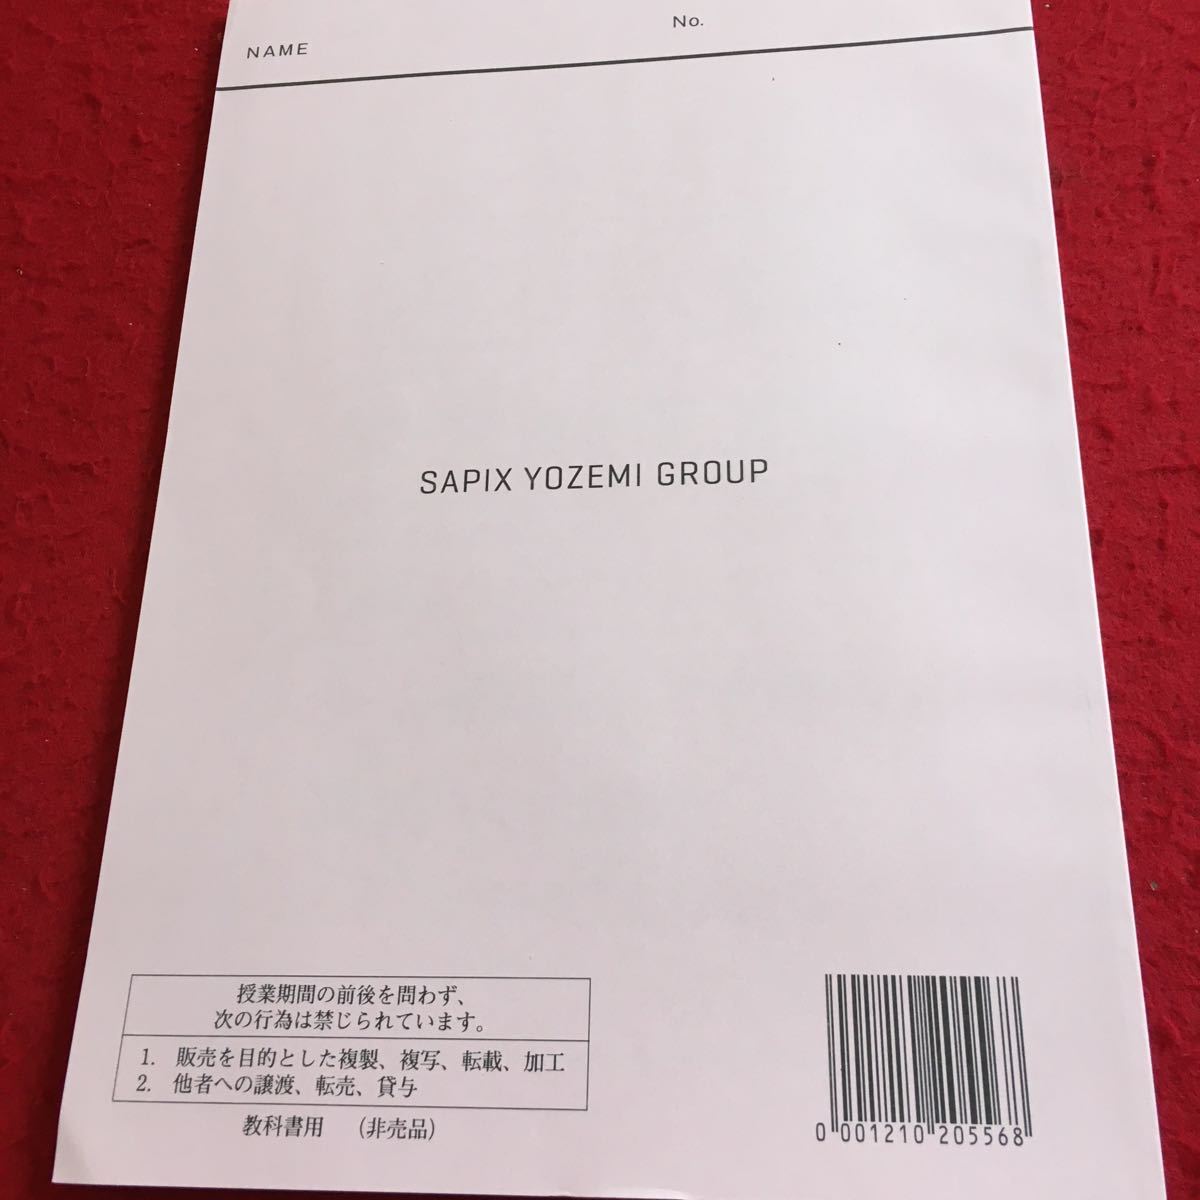 No.
NAME
SAPIX YOZEMI GROUP
授業期間の前後を問わず、
次の行為は禁じられています。
1. 販売を目的とした複製、複写、転載、加工
2. 他者への譲渡、転売、貸与
教科書用 （非売品）
0 001210 205568